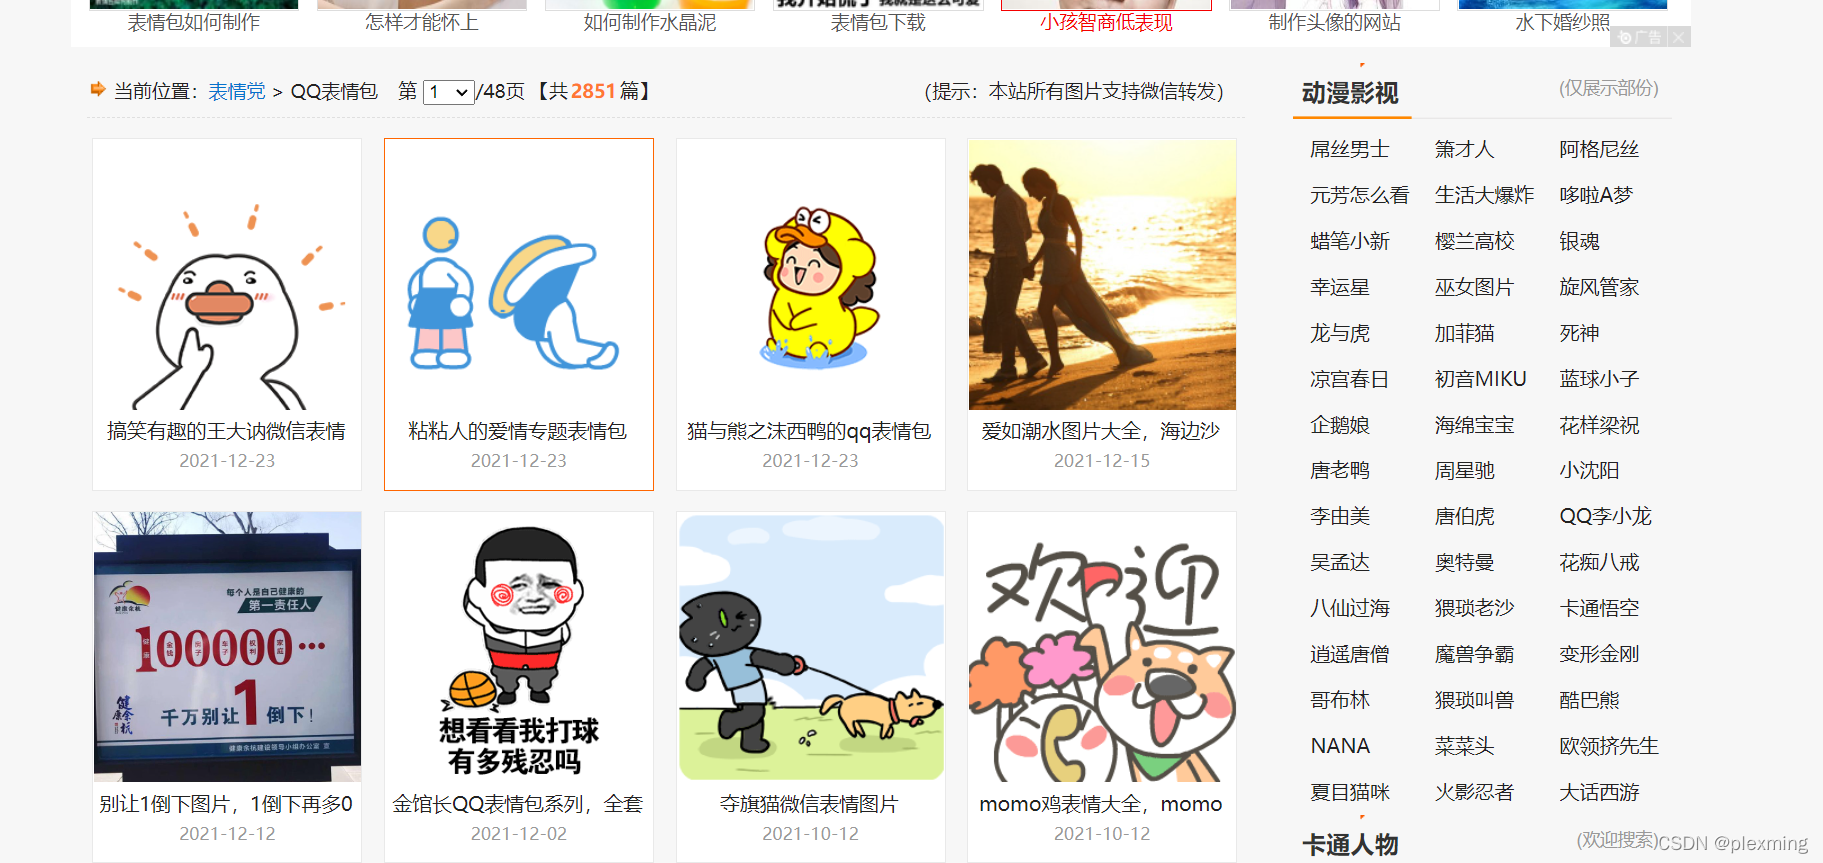 表情包如何制作 怎样才能怀上 如何制作水晶泥 表情包下载 小孩智商低表现 制作头像的网站 水下婚纱照
广告
当前位置：表情党 > QQ表情包 第 1 /48页 【共2851篇】
(提示：本站所有图片支持微信转发)
搞笑有趣的王大讷微信表情
2021-12-23
粘粘人的爱情专题表情包
2021-12-23
猫与熊之沫西鸭的qq表情包
2021-12-23
爱如潮水图片大全，海边沙
2021-12-15
每个人是自己健康的
第一责任人
100000...
千万别让1倒下！
健康余杭
健康余杭建设领导小组办公室 宣
别让1倒下图片，1倒下再多0
2021-12-12
想看看我打球
有多残忍吗
金馆长QQ表情包系列，全套
2021-12-02
夺旗猫微信表情图片
2021-10-12
欢迎
momo鸡表情大全，momo
2021-10-12
动漫影视 (仅展示部份)
屌丝男士 箫才人 阿格尼丝
元芳怎么看 生活大爆炸 哆啦A梦
蜡笔小新 樱兰高校 银魂
幸运星 巫女图片 旋风管家
龙与虎 加菲猫 死神
凉宫春日 初音MIKU 蓝球小子
企鹅娘 海绵宝宝 花样梁祝
唐老鸭 周星驰 小沈阳
李由美 唐伯虎 QQ李小龙
吴孟达 奥特曼 花痴八戒
八仙过海 猥琐老沙 卡通悟空
逍遥唐僧 魔兽争霸 变形金刚
哥布林 猥琐叫兽 酷巴熊
NANA 菜菜头 欧领挤先生
夏目猫咪 火影忍者 大话西游
卡通人物 (欢迎搜索)
CSDN @plexming